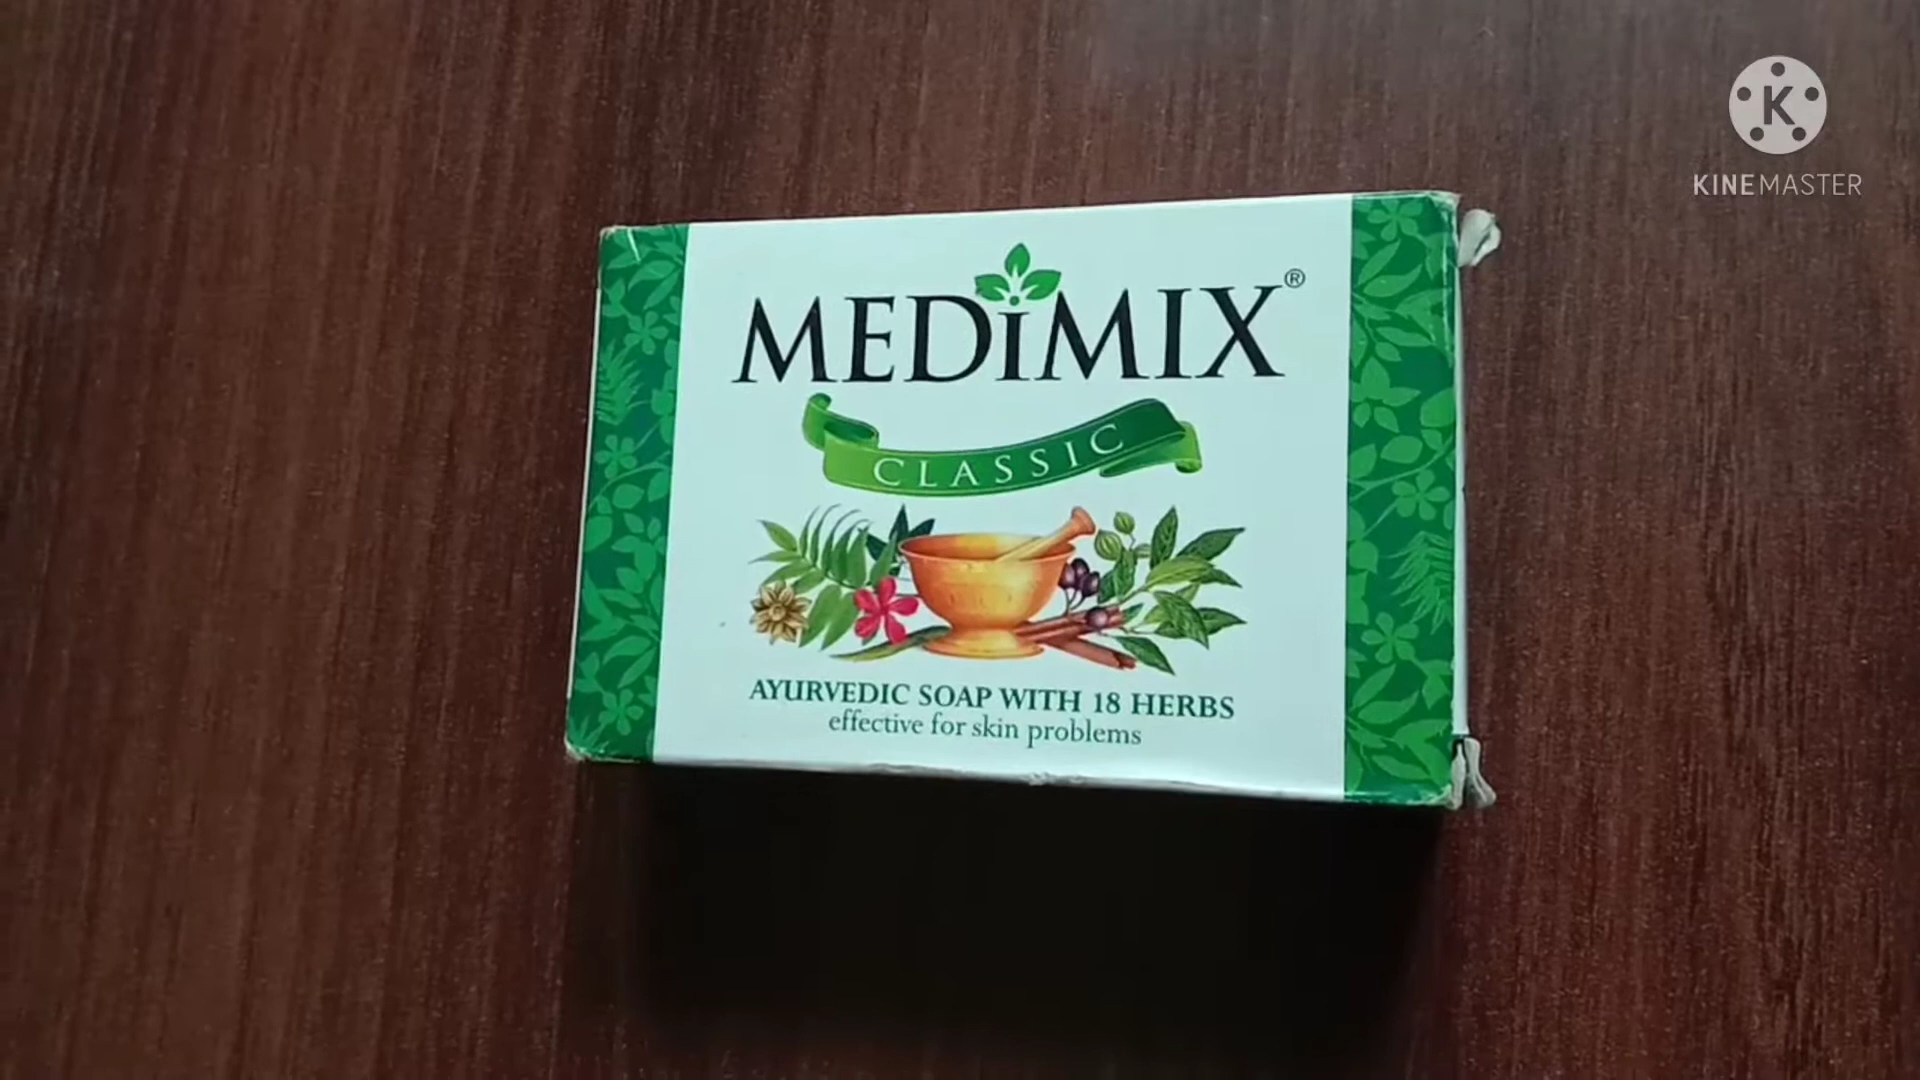 K
KINEMASTER
MEDiMIX®
CLASSIC
AYURVEDIC SOAP WITH 18 HERBS
effective for skin problems